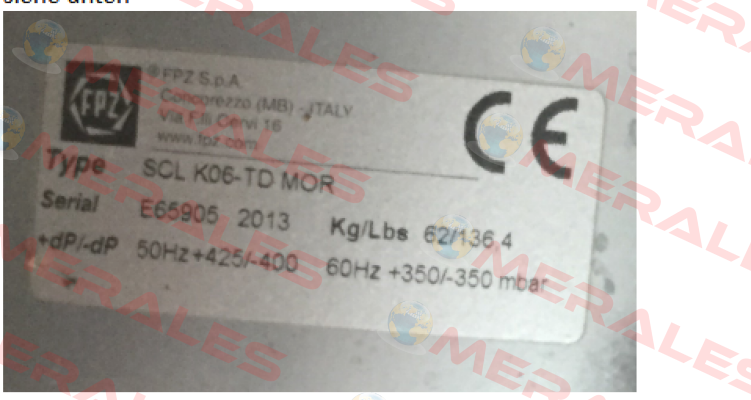 siehe unten
FPZ
®FPZ S.p.A.
Concorezzo (MB) - ITALY
Via F.lli Cervi 16
www.fpz.com
CE
Type SCL K06-TD MOR
Serial E65905 2013 Kg/Lbs 62/136.4
+dP/-dP 50Hz +425/-400 60Hz +350/-350 mbar
MERALES